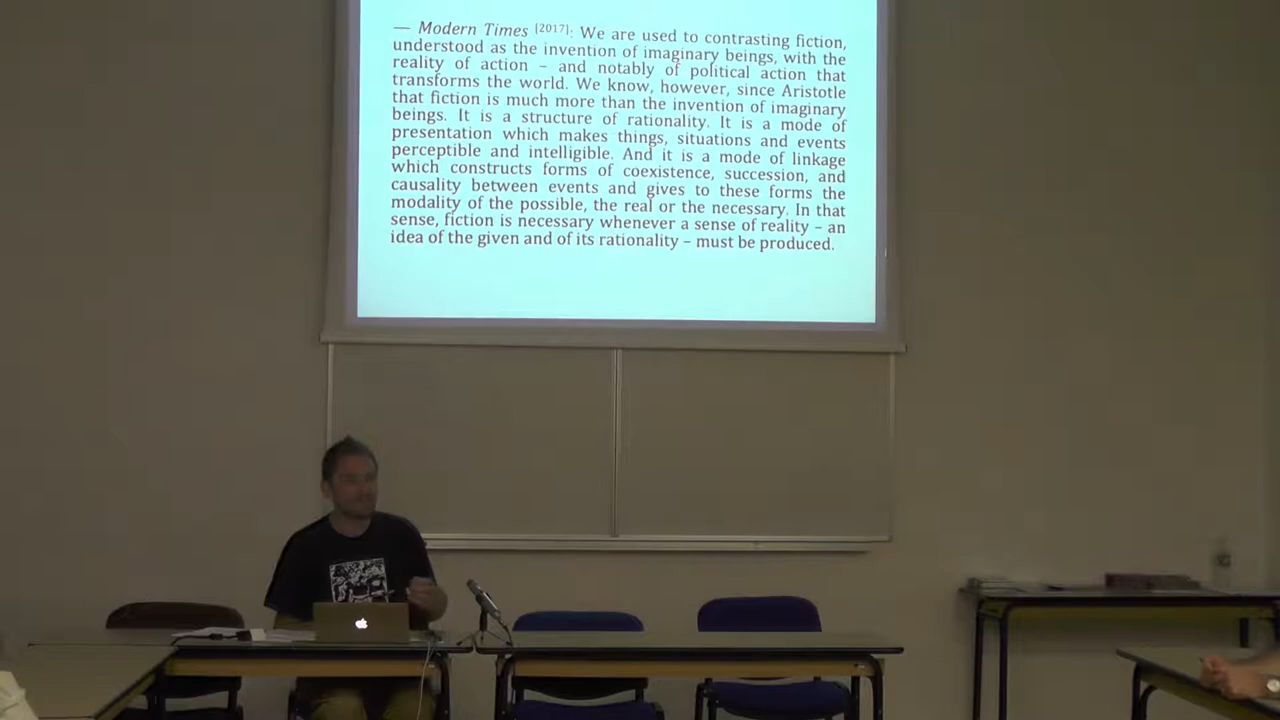 — Modern Times [2017]: We are used to contrasting fiction,
understood as the invention of imaginary beings, with the
reality of action – and notably of political action that
transforms the world. We know, however, since Aristotle
that fiction is much more than the invention of imaginary
beings. It is a structure of rationality. It is a mode of
presentation which makes things, situations and events
perceptible and intelligible. And it is a mode of linkage
which constructs forms of coexistence, succession, and
causality between events and gives to these forms the
modality of the possible, the real or the necessary. In that
sense, fiction is necessary whenever a sense of reality – an
idea of the given and of its rationality – must be produced.